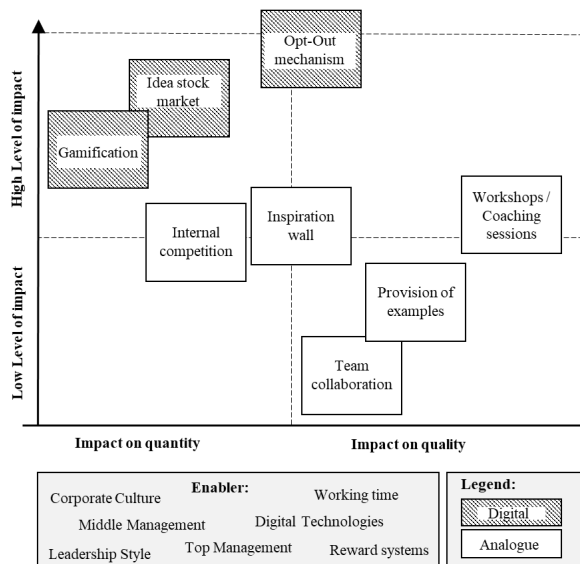 Opt-Out
mechanism
Idea stock
market
Gamification
High Level of impact
Workshops /
Coaching
sessions
Inspiration
wall
Internal
competition
Provision of
examples
Low Level of impact
Team
collaboration
Impact on quantity
Impact on quality
Enabler:
Corporate Culture
Working time
Middle Management
Digital Technologies
Leadership Style
Top Management
Reward systems
Legend:
Digital
Analogue